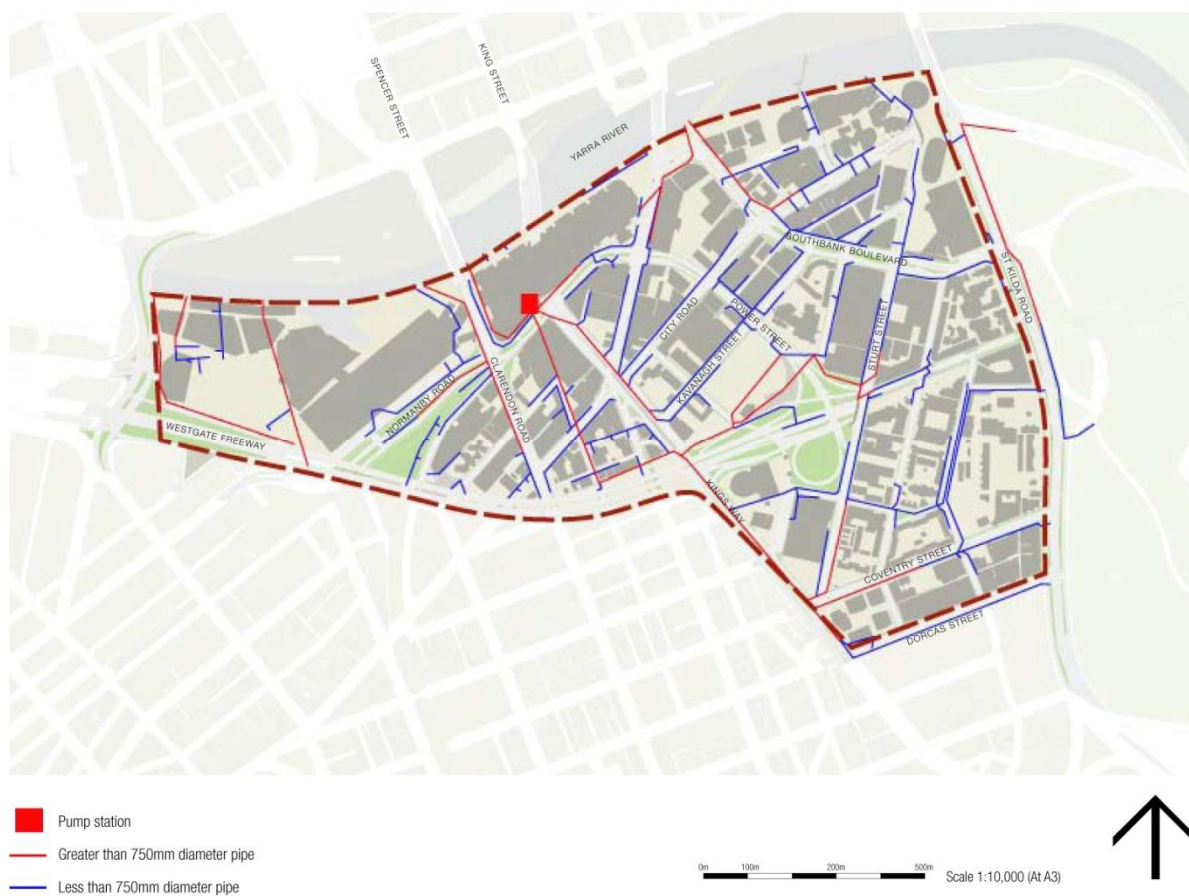 SPENCER STREET
KING STREET
YARRA RIVER
SOUTHBANK BOULEVARD
ST KILDA ROAD
POWER STREET
CITY ROAD
STURT STREET
KAVANAGH STREET
CLARENDON ROAD
NORMANBY ROAD
WESTGATE FREEWAY
KINGS WAY
COVENTRY STREET
DORCAS STREET
Pump station
Greater than 750mm diameter pipe
Less than 750mm diameter pipe
0m 100m 200m 500m
Scale 1:10,000 (At A3)